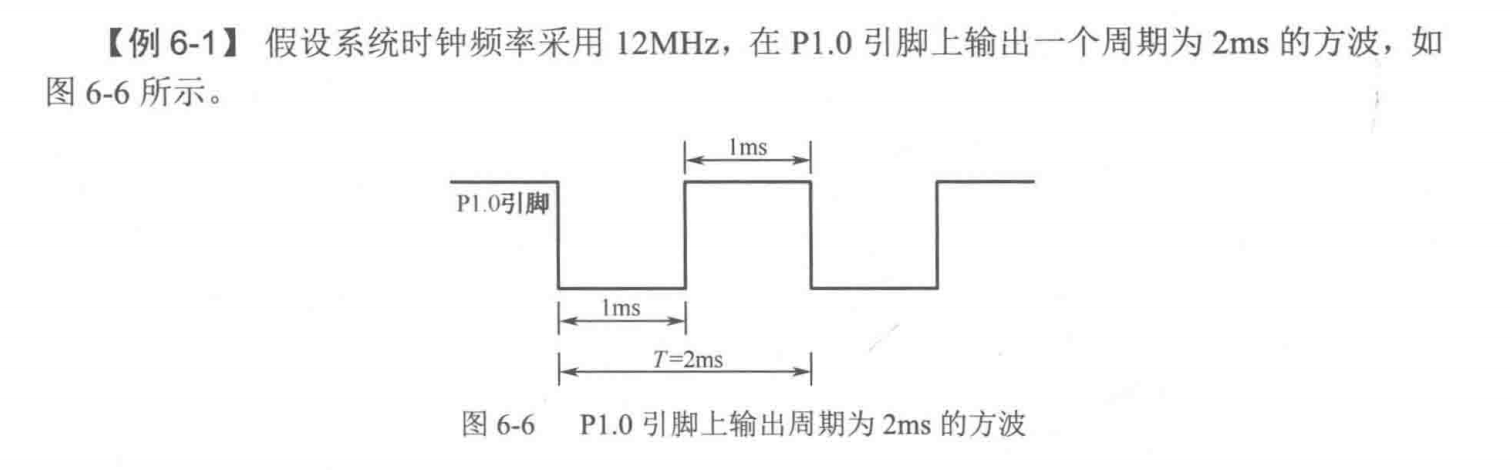 【例 6-1】 假设系统时钟频率采用 12MHz，在 P1.0 引脚上输出一个周期为 2ms 的方波，如
图 6-6 所示。
1ms
P1.0引脚
1ms
T=2ms
图 6-6 P1.0 引脚上输出周期为 2ms 的方波